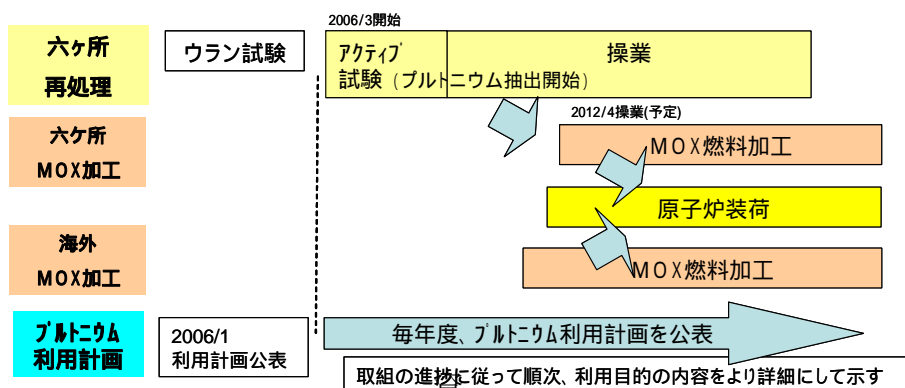 2006/3開始
六ヶ所
再処理
ウラン試験
アクティブ
試験（プルトニウム抽出開始）
操業
2012/4操業(予定)
六ケ所
MOX加工
MOX燃料加工
原子炉装荷
海外
MOX加工
MOX燃料加工
プルトニウム
利用計画
2006/1
利用計画公表
毎年度、プルトニウム利用計画を公表
取組の進捗に従って順次、利用目的の内容をより詳細にして示す